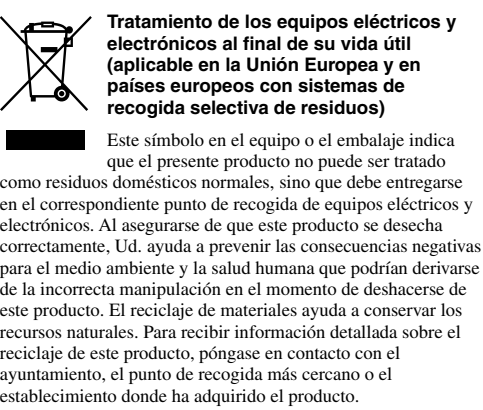 Tratamiento de los equipos eléctricos y
electrónicos al final de su vida útil
(aplicable en la Unión Europea y en
países europeos con sistemas de
recogida selectiva de residuos)
Este símbolo en el equipo o el embalaje indica
que el presente producto no puede ser tratado
como residuos domésticos normales, sino que debe entregarse
en el correspondiente punto de recogida de equipos eléctricos y
electrónicos. Al asegurarse de que este producto se desecha
correctamente, Ud. ayuda a prevenir las consecuencias negativas
para el medio ambiente y la salud humana que podrían derivarse
de la incorrecta manipulación en el momento de deshacerse de
este producto. El reciclaje de materiales ayuda a conservar los
recursos naturales. Para recibir información detallada sobre el
reciclaje de este producto, póngase en contacto con el
ayuntamiento, el punto de recogida más cercano o el
establecimiento donde ha adquirido el producto.